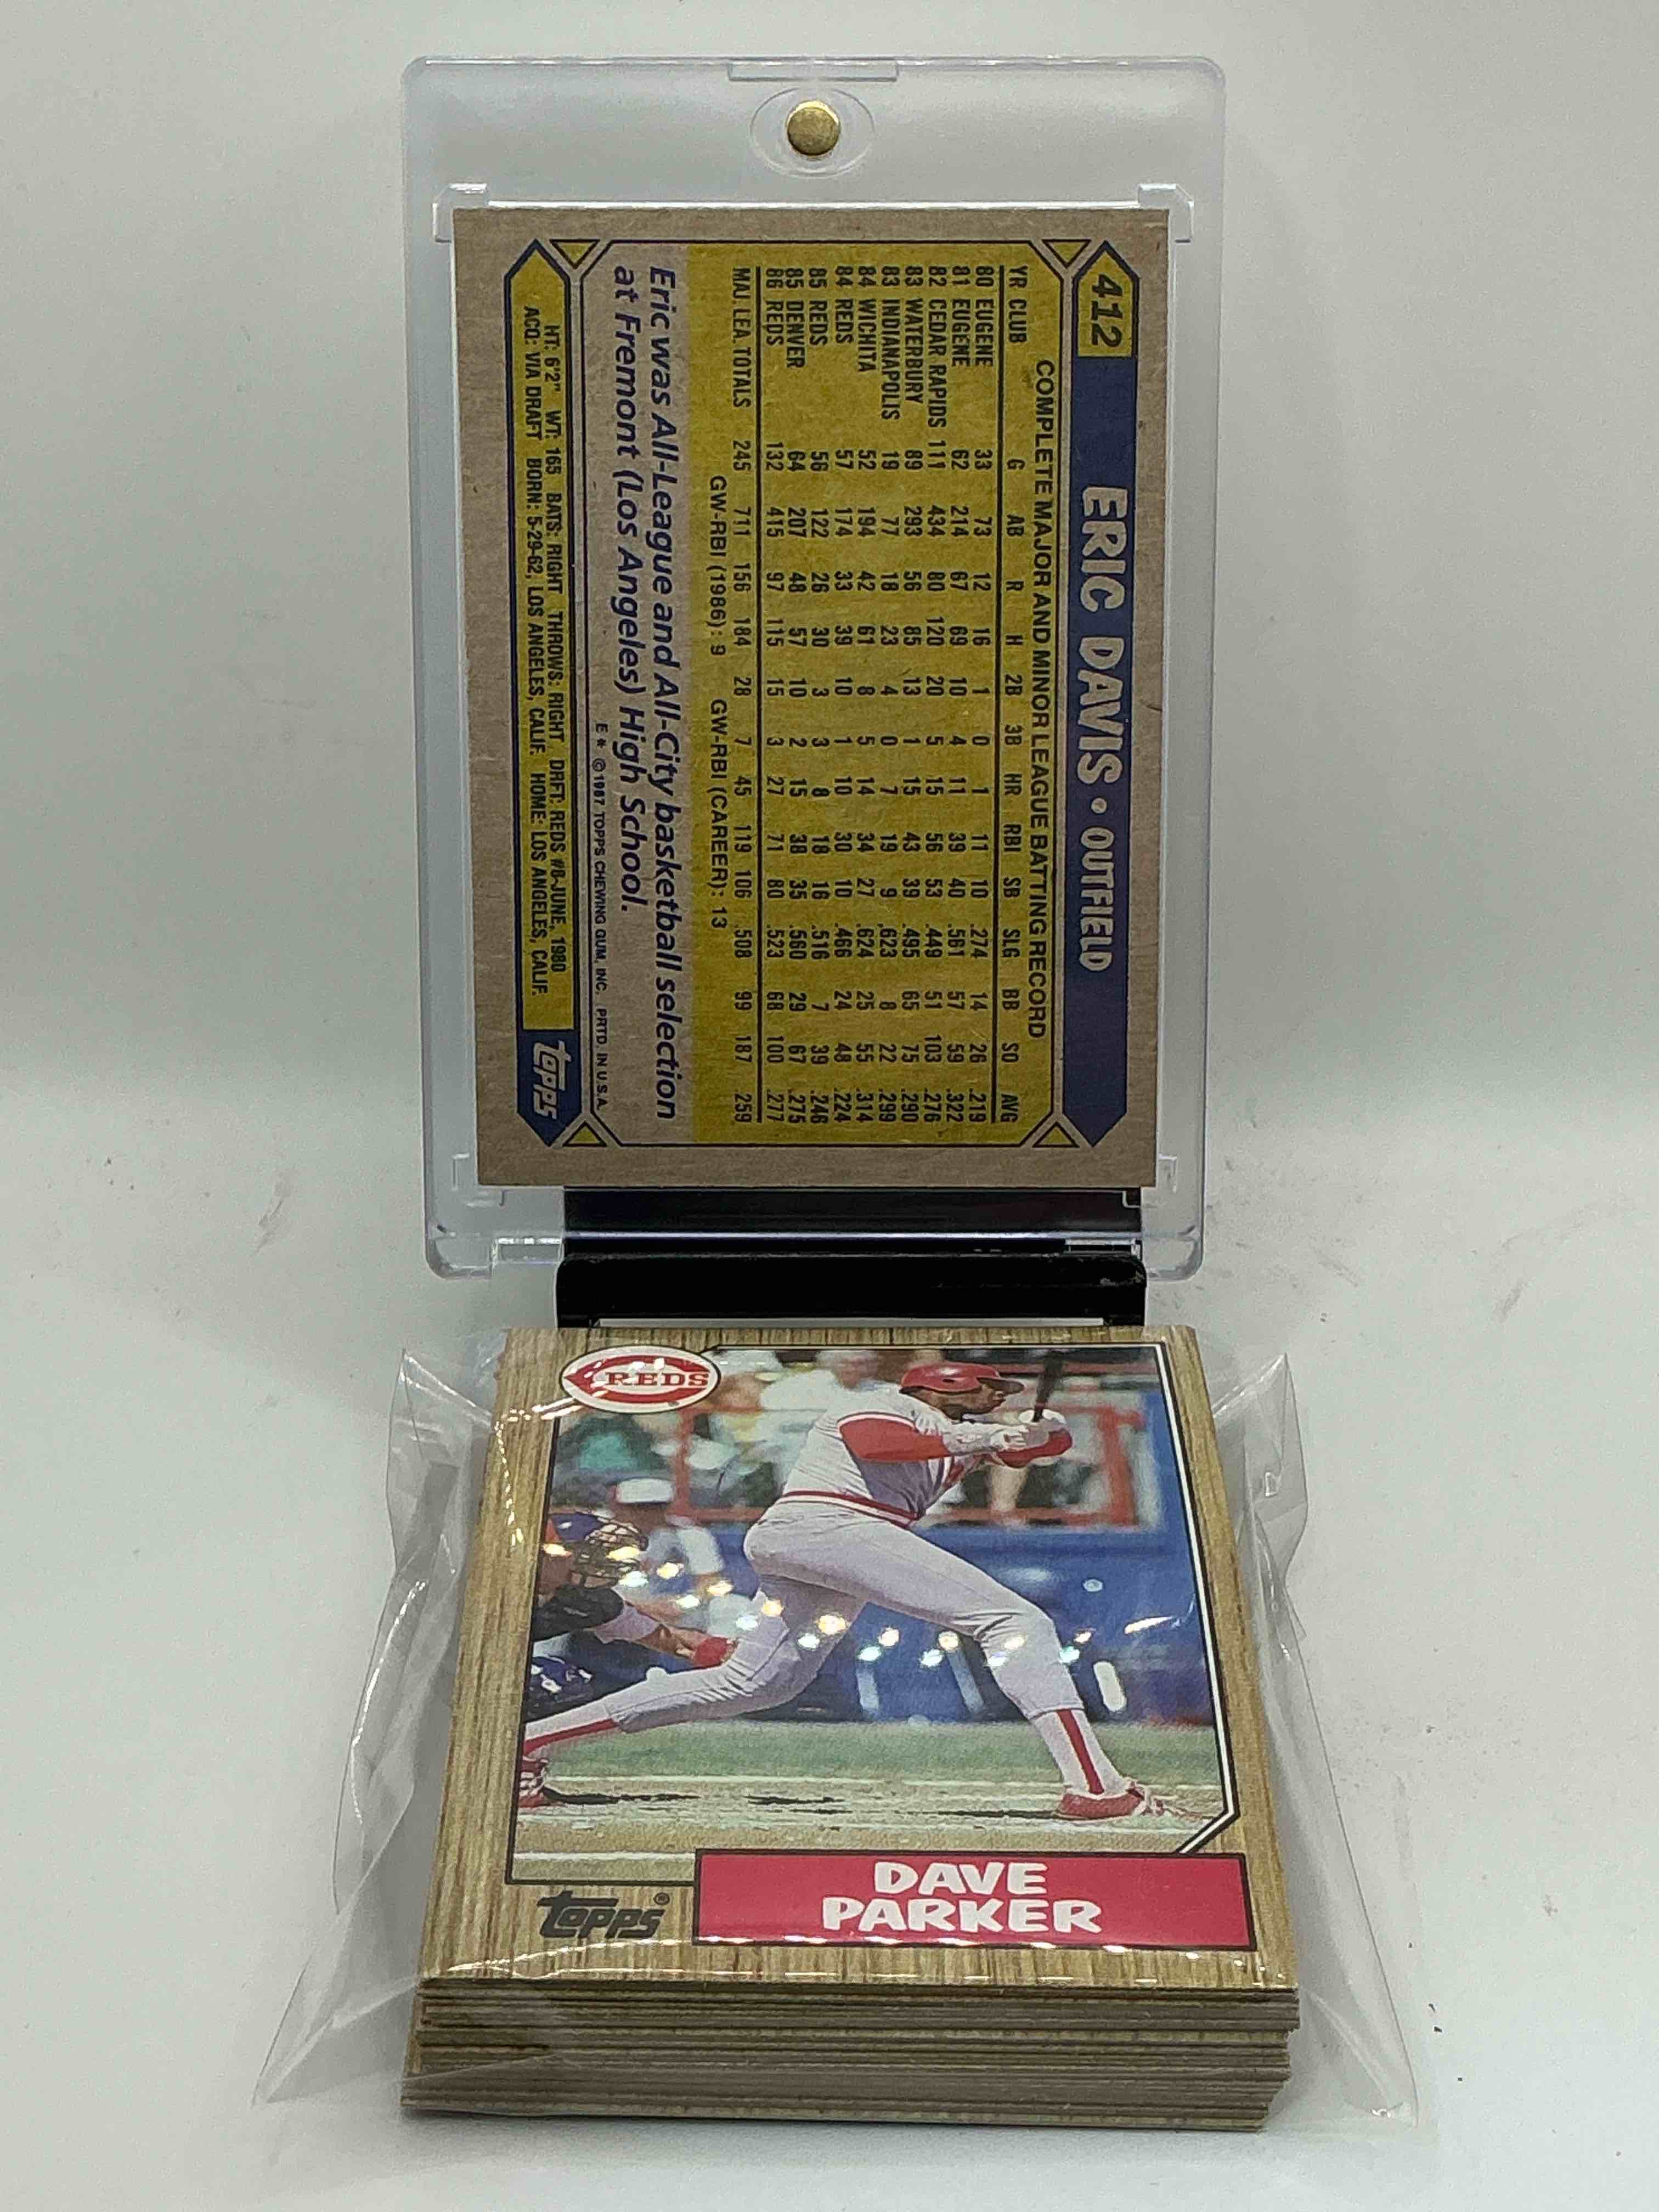 412 ERIC DAVIS • OUTFIELD
COMPLETE MAJOR AND MINOR LEAGUE BATTING RECORD
YR CLUB G AB R H 2B 3B HR RBI SB SLG BB SO AVG
80 EUGENE 33 73 12 16 1 0 1 11 10 .274 14 26 .219
81 EUGENE 62 214 67 69 10 4 11 39 40 .561 57 59 .322
82 CEDAR RAPIDS 111 434 80 120 20 5 15 56 53 .449 51 103 .276
83 WATERBURY 89 293 56 85 13 1 15 43 39 .495 65 75 .290
83 INDIANAPOLIS 19 77 18 23 4 0 7 19 9 .623 8 22 .299
84 WICHITA 52 194 42 61 8 5 14 34 27 .624 25 55 .314
84 REDS 57 174 33 39 10 1 10 30 10 .466 24 48 .224
85 REDS 56 122 26 30 3 3 8 18 16 .516 7 39 .246
85 DENVER 64 207 48 57 10 2 15 38 35 .560 29 67 .275
86 REDS 132 415 97 115 15 3 27 71 80 .523 68 100 .277
MAJ. LEA. TOTALS 245 711 156 184 28 7 45 119 106 .508 99 187 .259
GW-RBI (1986): 9 GW-RBI (CAREER): 13
Eric was All-League and All-City basketball selection
at Fremont (Los Angeles) High School.
E* ©1987 TOPPS CHEWING GUM, INC. PRTD. IN U.S.A.
HT: 6'2" WT: 165 BATS: RIGHT THROWS: RIGHT DRFT: REDS #8-JUNE, 1980
ACQ: VIA DRAFT BORN: 5-29-62, LOS ANGELES, CALIF. HOME: LOS ANGELES, CALIF.
topps
REDS
DAVE
PARKER
topps®